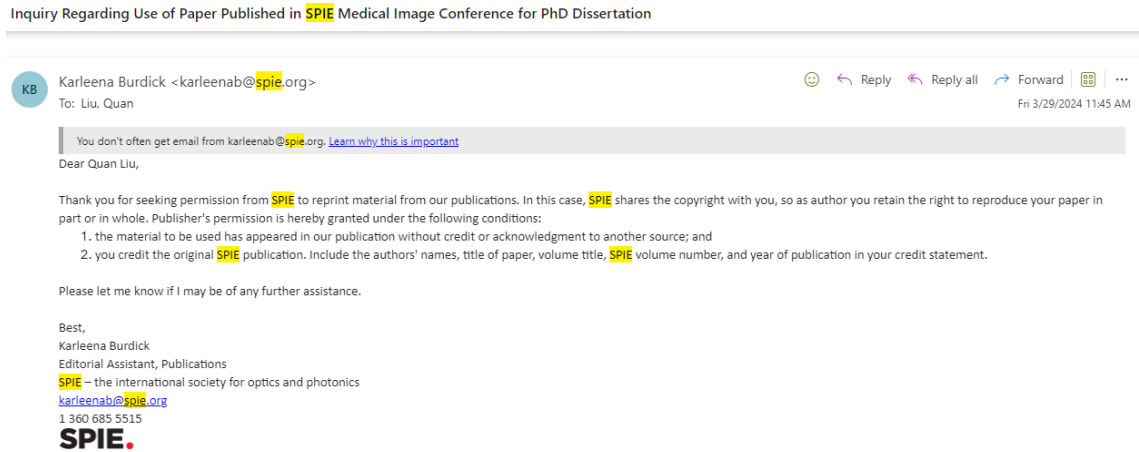 Inquiry Regarding Use of Paper Published in SPIE Medical Image Conference for PhD Dissertation
KB
Karleena Burdick <karleenab@spie.org>
Reply
Reply all
Forward
To: Liu, Quan
Fri 3/29/2024 11:45 AM
You don't often get email from karleenab@spie.org. Learn why this is important
Dear Quan Liu,
Thank you for seeking permission from SPIE to reprint material from our publications. In this case, SPIE shares the copyright with you, so as author you retain the right to reproduce your paper in
part or in whole. Publisher's permission is hereby granted under the following conditions:
1. the material to be used has appeared in our publication without credit or acknowledgment to another source; and
2. you credit the original SPIE publication. Include the authors' names, title of paper, volume title, SPIE volume number, and year of publication in your credit statement.
Please let me know if I may be of any further assistance.
Best,
Karleena Burdick
Editorial Assistant, Publications
SPIE – the international society for optics and photonics
karleenab@spie.org
1 360 685 5515
SPIE.